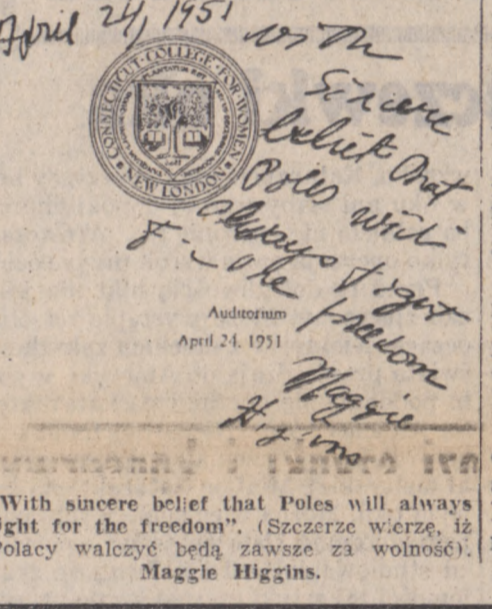 April 24, 1951
with
sincere
belief that
Poles will
always fight
for the
freedom
Maggie
Higgins
CONNECTICUT·COLLEGE·FOR·WOMEN
NEW LONDON
Auditorium
April 24, 1951
With sincere belief that Poles will always
ight for the freedom”. (Szczerze wierzę, iż
Polacy walczyć będą zawsze za wolność).
Maggie Higgins.